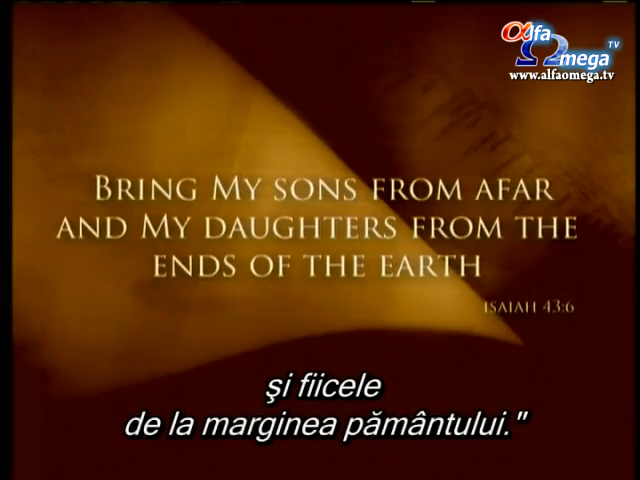 alfa
Omega TV
www.alfaomega.tv
BRING MY SONS FROM AFAR
AND MY DAUGHTERS FROM THE
ENDS OF THE EARTH
ISAIAH 43:6
şi fiicele
de la marginea pământului."